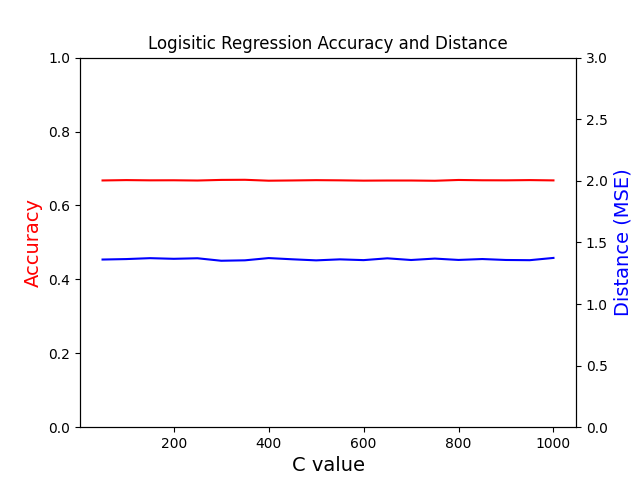 Logisitic Regression Accuracy and Distance
1.0
0.8
0.6
0.4
0.2
0.0
Accuracy
3.0
2.5
2.0
1.5
1.0
0.5
0.0
Distance (MSE)
200 400 600 800 1000
C value